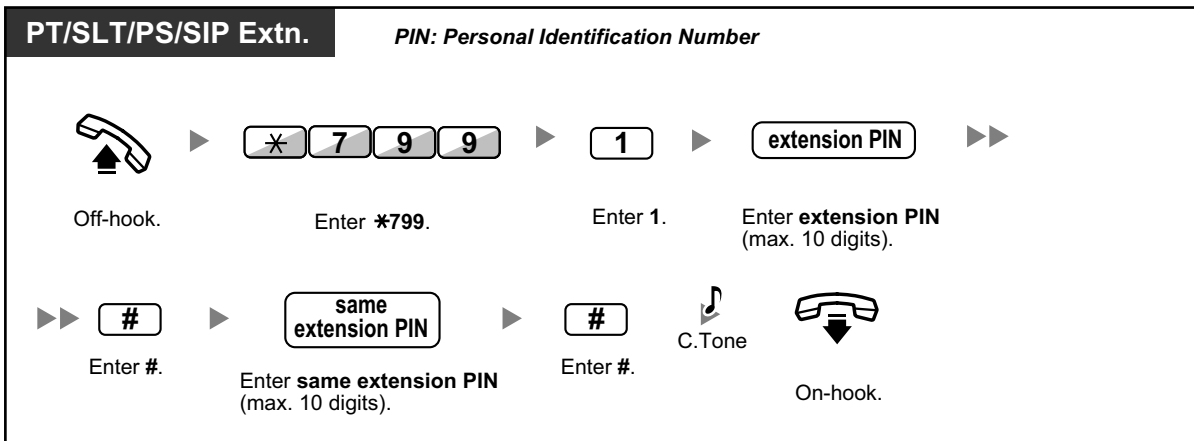 PT/SLT/PS/SIP Extn.
PIN: Personal Identification Number
* 7 9 9
1
extension PIN
Off-hook.
Enter *799.
Enter 1.
Enter extension PIN
(max. 10 digits).
#
same
extension PIN
#
C.Tone
Enter #.
Enter same extension PIN
(max. 10 digits).
Enter #.
On-hook.